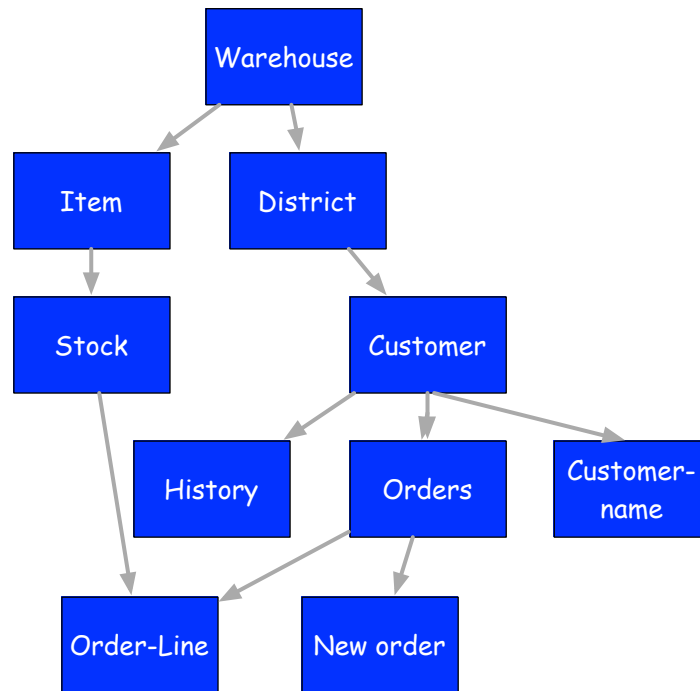 Warehouse
Item
District
Stock
Customer
History
Orders
Customer-
name
Order-Line
New order